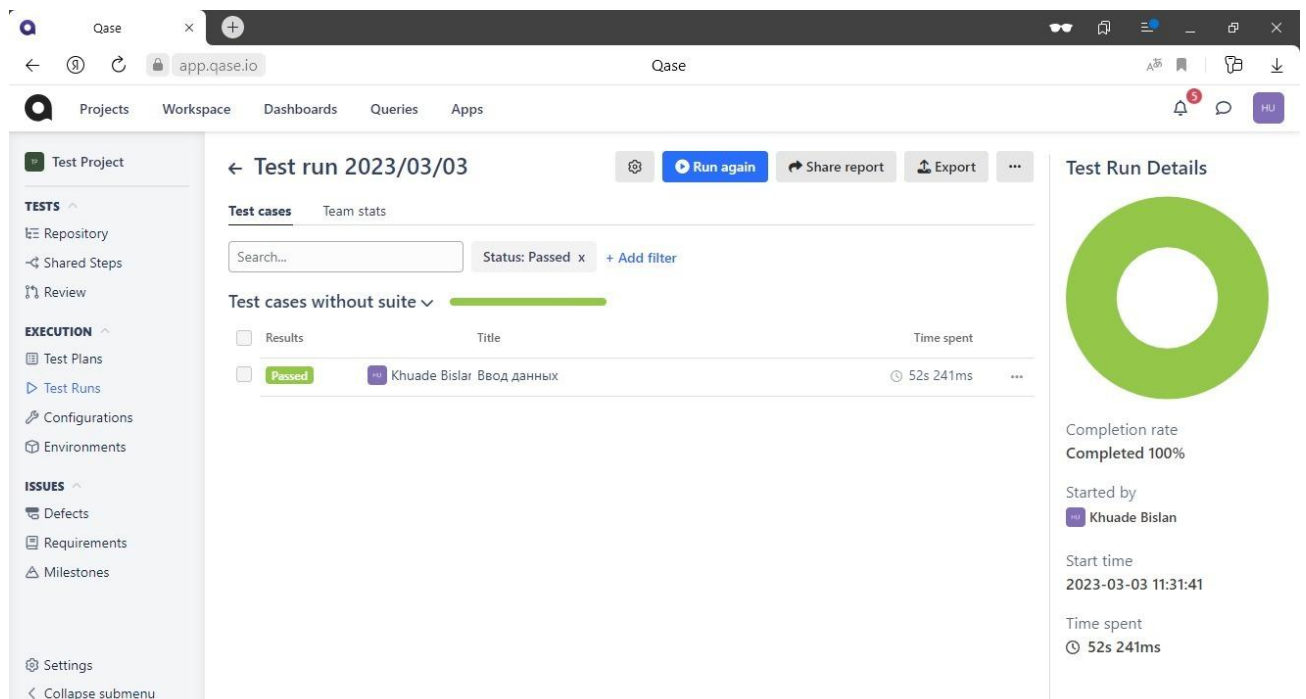 Qase
app.qase.io Qase
Projects Workspace Dashboards Queries Apps 5 HU
TP Test Project
TESTS
Repository
Shared Steps
Review
EXECUTION
Test Plans
Test Runs
Configurations
Environments
ISSUES
Defects
Requirements
Milestones
Settings
Collapse submenu
← Test run 2023/03/03
Run again Share report Export ...
Test cases Team stats
Search... Status: Passed x + Add filter
Test cases without suite
Results Title Time spent
Passed HU Khuade Bislar Ввод данных 52s 241ms ...
Test Run Details
Completion rate
Completed 100%
Started by
HU Khuade Bislan
Start time
2023-03-03 11:31:41
Time spent
52s 241ms